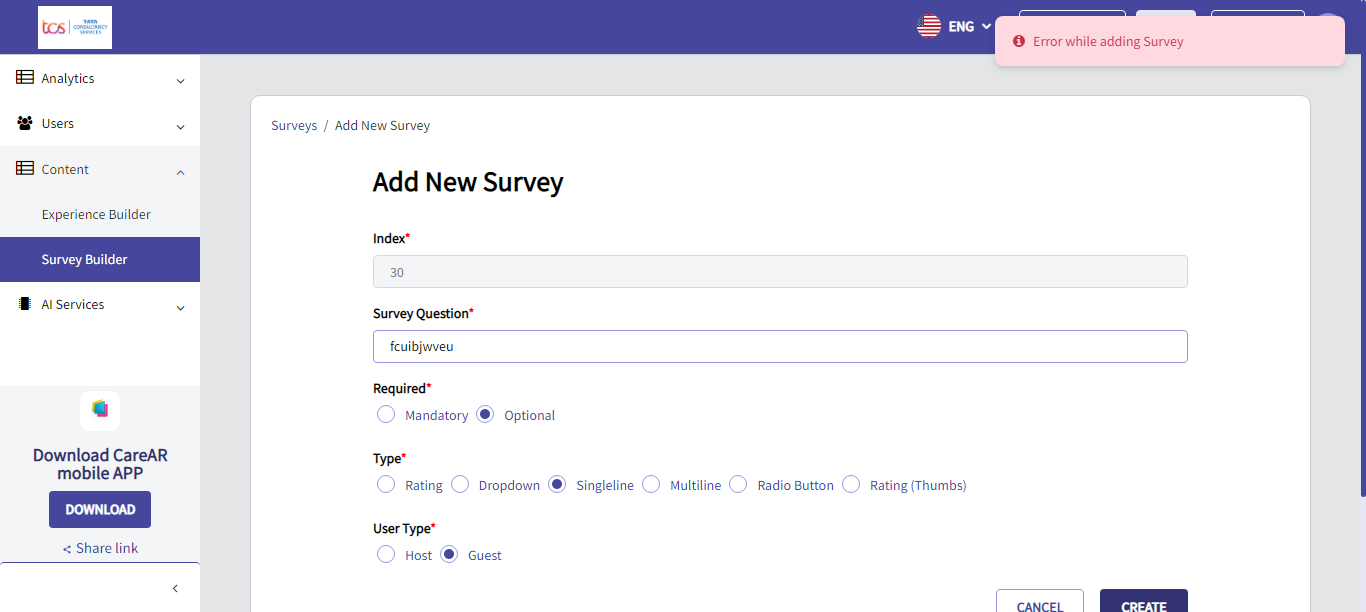 tcs TATA
CONSULTANCY
SERVICES
ENG
Error while adding Survey
Analytics
Users
Content
Experience Builder
Survey Builder
AI Services
Download CareAR
mobile APP
DOWNLOAD
Share link
Surveys / Add New Survey
Add New Survey
Index*
30
Survey Question*
fcuibjwveu
Required*
Mandatory Optional
Type*
Rating Dropdown Singleline Multiline Radio Button Rating (Thumbs)
User Type*
Host Guest
CANCEL CREATE